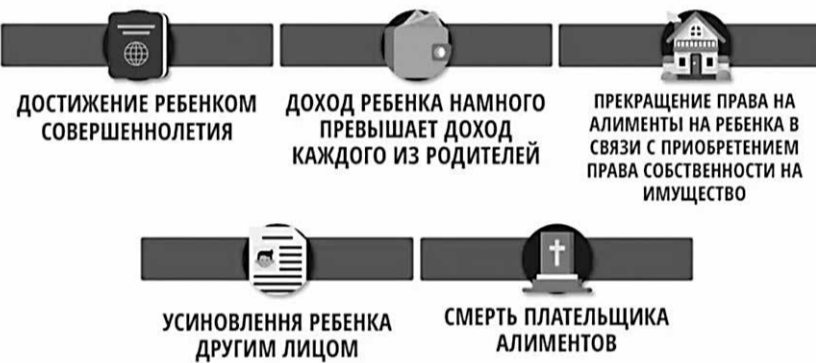 ДОСТИЖЕНИЕ РЕБЕНКОМ
СОВЕРШЕННОЛЕТИЯ
ДОХОД РЕБЕНКА НАМНОГО
ПРЕВЫШАЕТ ДОХОД
КАЖДОГО ИЗ РОДИТЕЛЕЙ
ПРЕКРАЩЕНИЕ ПРАВА НА
АЛИМЕНТЫ НА РЕБЕНКА В
СВЯЗИ С ПРИОБРЕТЕНИЕМ
ПРАВА СОБСТВЕННОСТИ НА
ИМУЩЕСТВО
УСИНОВЛЕННЯ РЕБЕНКА
ДРУГИМ ЛИЦОМ
СМЕРТЬ ПЛАТЕЛЬЩИКА
АЛИМЕНТОВ